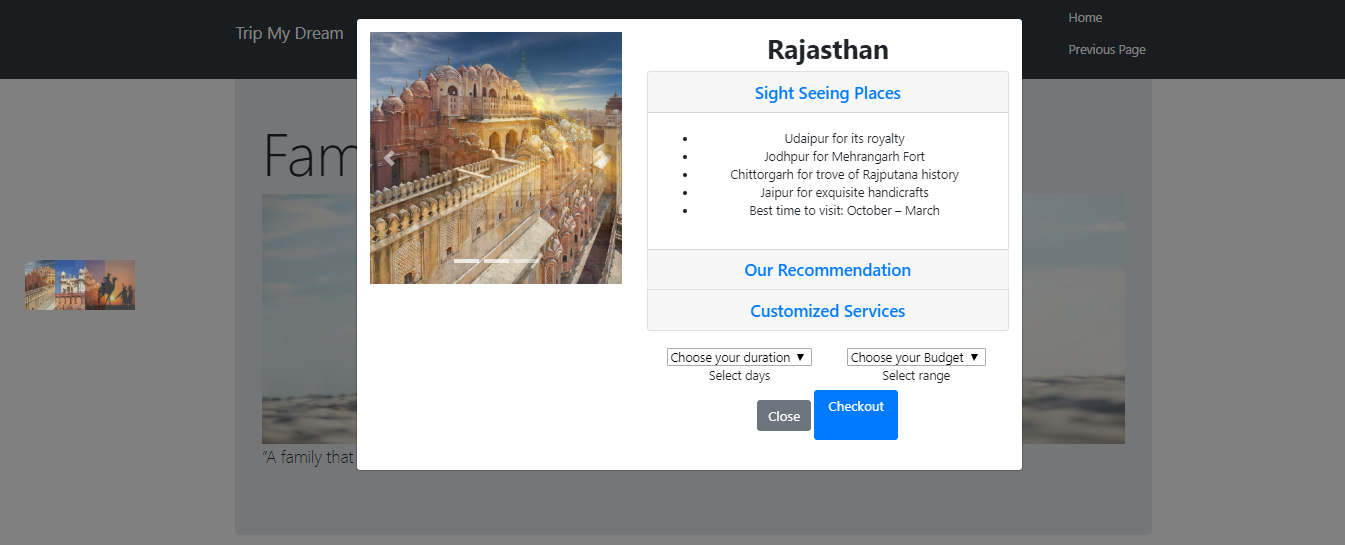 Trip My Dream
Home
Previous Page
Fam
"A family that
Rajasthan
Sight Seeing Places
Udaipur for its royalty
Jodhpur for Mehrangarh Fort
Chittorgarh for trove of Rajputana history
Jaipur for exquisite handicrafts
Best time to visit: October – March
Our Recommendation
Customized Services
Choose your duration
Choose your Budget
Select days
Select range
Close
Checkout